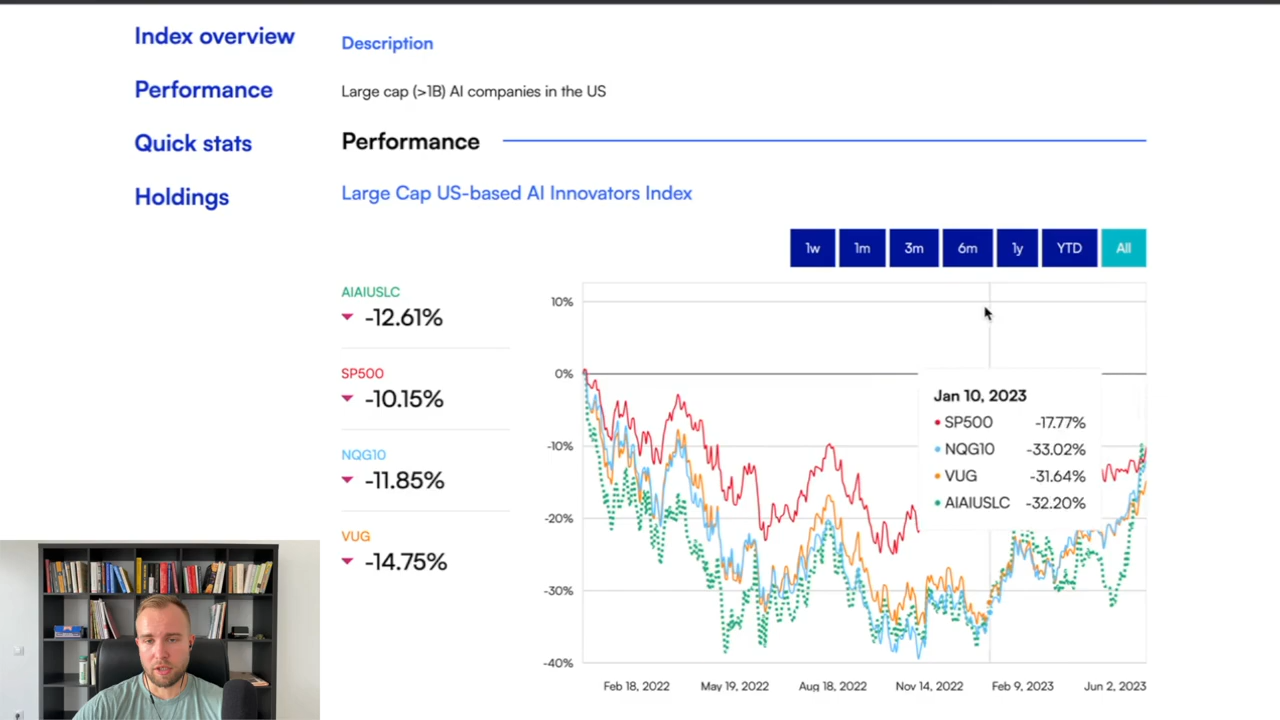 Index overview
Performance
Quick stats
Holdings
Description
Large cap (>1B) AI companies in the US
Performance
Large Cap US-based AI Innovators Index
1w 1m 3m 6m 1y YTD All
AIAIUSLC
-12.61%
SP500
-10.15%
NQG10
-11.85%
VUG
-14.75%
10%
0%
-10%
-20%
-30%
-40%
Jan 10, 2023
SP500 -17.77%
NQG10 -33.02%
VUG -31.64%
AIAIUSLC -32.20%
Feb 18, 2022 May 19, 2022 Aug 18, 2022 Nov 14, 2022 Feb 9, 2023 Jun 2, 2023